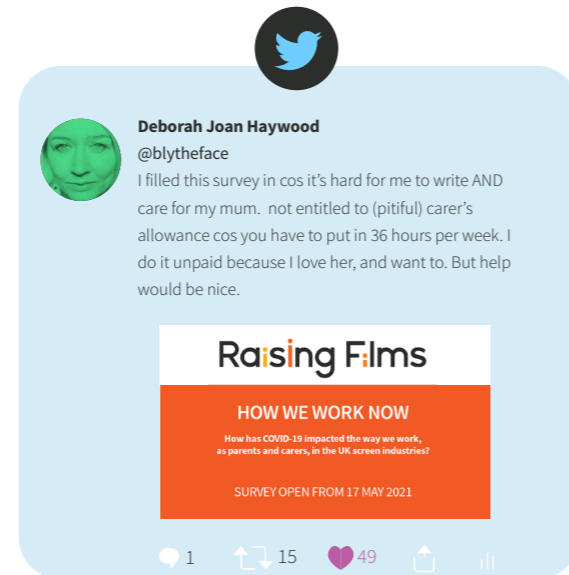 Deborah Joan Haywood
@blytheface
I filled this survey in cos it’s hard for me to write AND
care for my mum.  not entitled to (pitiful) carer’s
allowance cos you have to put in 36 hours per week. I
do it unpaid because I love her, and want to. But help
would be nice.
Raising Films
HOW WE WORK NOW
How has COVID-19 impacted the way we work,
as parents and carers, in the UK screen industries?
SURVEY OPEN FROM 17 MAY 2021
1 15 49